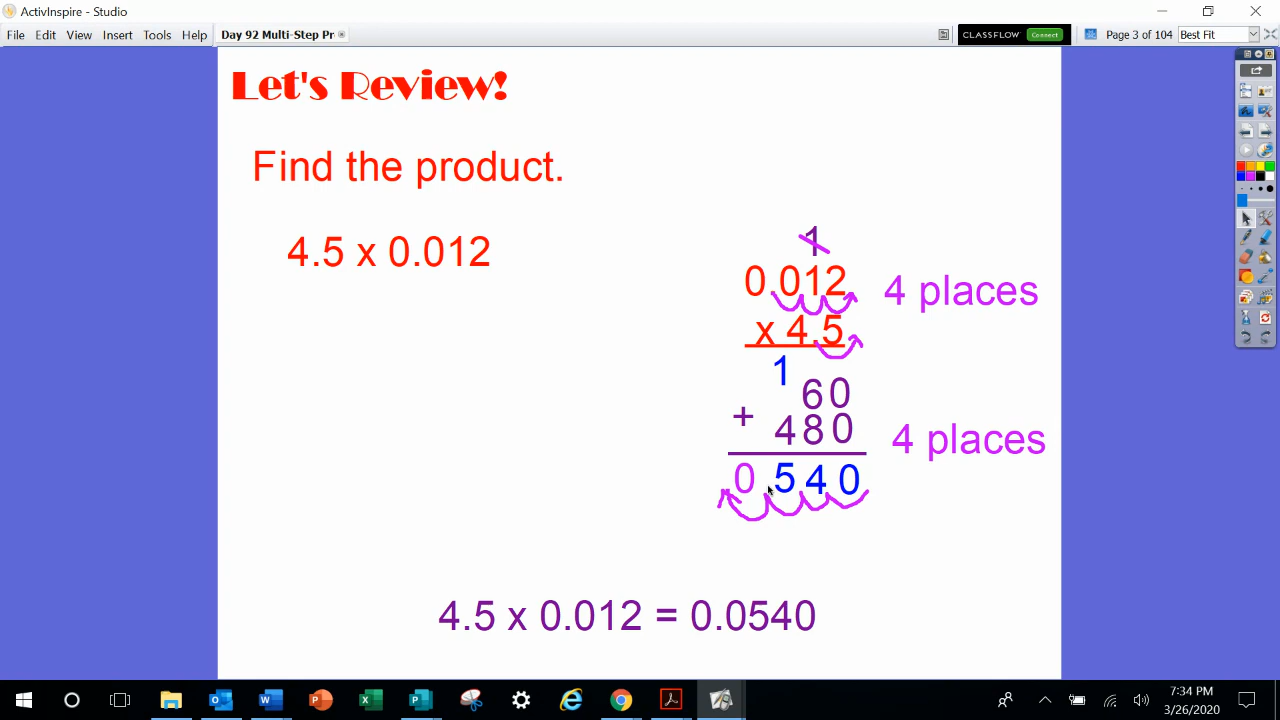 ActivInspire - Studio
File Edit View Insert Tools Help Day 92 Multi-Step Pr CLASSFLOW Connect Page 3 of 104 Best Fit
Let's Review!
Find the product.
4.5 x 0.012
1
0.012 4 places
x 4.5
1
60
+ 480 4 places
0 540
4.5 x 0.012 = 0.0540
7:34 PM
3/26/2020